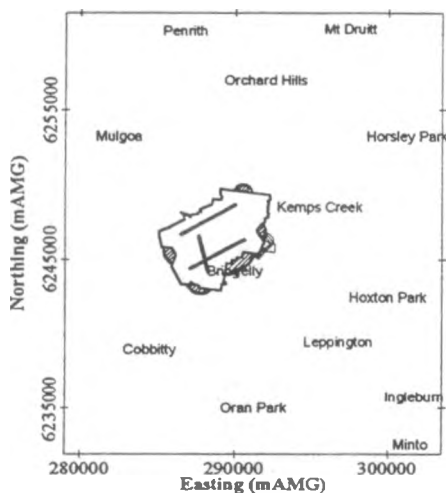 Penrith
Mt Druitt
Orchard Hills
6255000
Mulgoa
Horsley Park
Kemps Creek
Northing (mAMG)
6245000
Bringelly
Hoxton Park
Leppington
Cobbitty
Ingleburn
6235000
Oran Park
Minto
280000
290000
300000
Easting (mAMG)